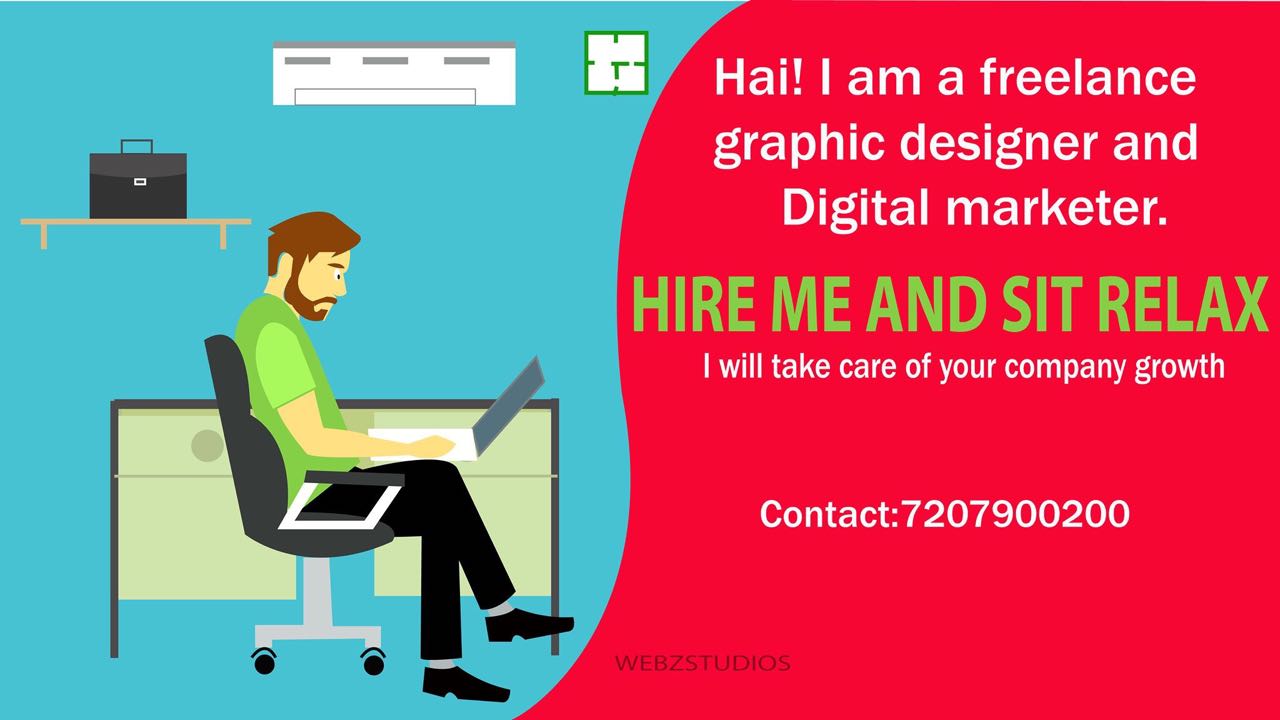 Hai! I am a freelance
graphic designer and
Digital marketer.
HIRE ME AND SIT RELAX
I will take care of your company growth
Contact:7207900200
WEBZSTUDIOS